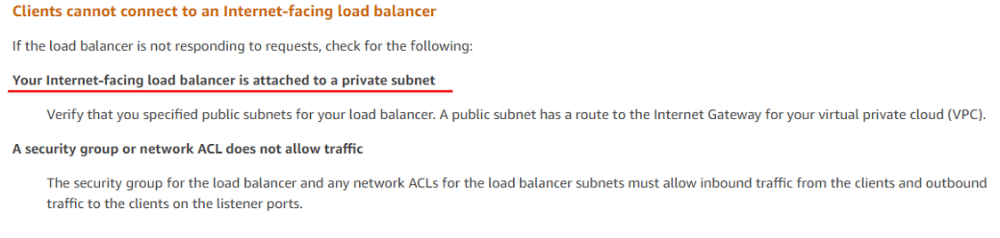 Clients cannot connect to an Internet-facing load balancer
If the load balancer is not responding to requests, check for the following:
Your Internet-facing load balancer is attached to a private subnet
Verify that you specified public subnets for your load balancer. A public subnet has a route to the Internet Gateway for your virtual private cloud (VPC).
A security group or network ACL does not allow traffic
The security group for the load balancer and any network ACLs for the load balancer subnets must allow inbound traffic from the clients and outbound
traffic to the clients on the listener ports.